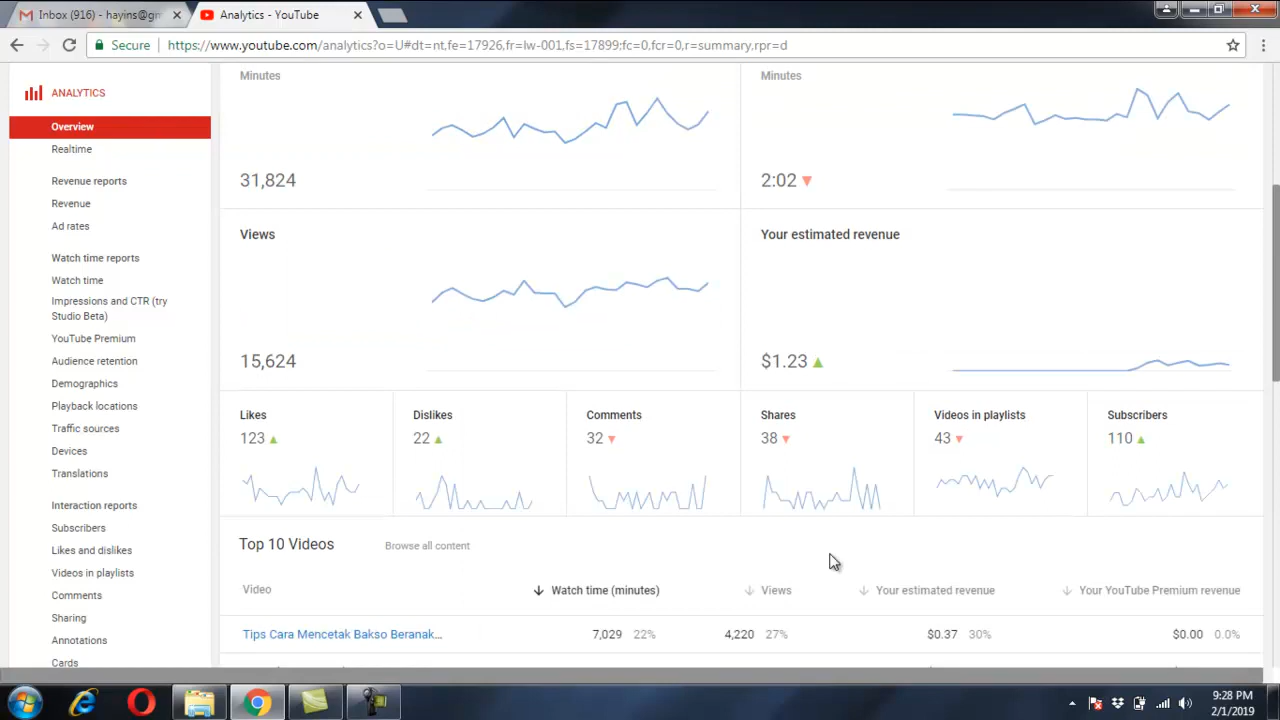 Inbox (916) - hayins@gm
Analytics - YouTube
Secure
https://www.youtube.com/analytics?o=U#dt=nt,fe=17926,fr=lw-001,fs=17899:fc=0,fcr=0,r=summary.rpr=d
ANALYTICS
Overview
Realtime
Revenue reports
Revenue
Ad rates
Watch time reports
Watch time
Impressions and CTR (try
Studio Beta)
YouTube Premium
Audience retention
Demographics
Playback locations
Traffic sources
Devices
Translations
Interaction reports
Subscribers
Likes and dislikes
Videos in playlists
Comments
Sharing
Annotations
Cards
Minutes
31,824
Minutes
2:02
Views
15,624
Your estimated revenue
$1.23
Likes
123
Dislikes
22
Comments
32
Shares
38
Videos in playlists
43
Subscribers
110
Top 10 Videos Browse all content
Video Watch time (minutes) Views Your estimated revenue Your YouTube Premium revenue
Tips Cara Mencetak Bakso Beranak... 7,029 22% 4,220 27% $0.37 30% $0.00 0.0%
9:28 PM
2/1/2019